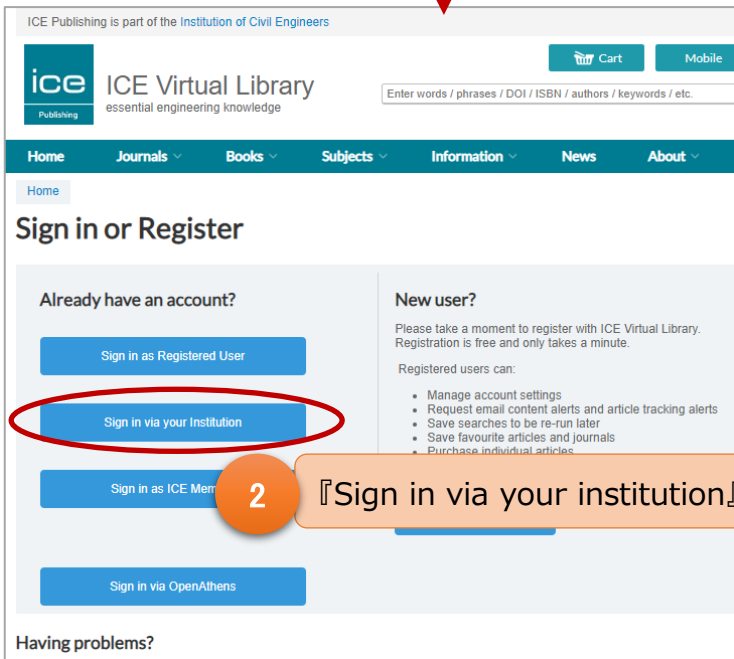 ICE Publishing is part of the Institution of Civil Engineers
ice
Publishing
ICE Virtual Library
essential engineering knowledge
Cart
Mobile
Enter words / phrases / DOI / ISBN / authors / keywords / etc.
Home Journals Books Subjects Information News About
Home
Sign in or Register
Already have an account?
Sign in as Registered User
Sign in via your Institution
Sign in as ICE Mem
Sign in via OpenAthens
New user?
Please take a moment to register with ICE Virtual Library.
Registration is free and only takes a minute.
Registered users can:
• Manage account settings
• Request email content alerts and article tracking alerts
• Save searches to be re-run later
• Save favourite articles and journals
• Purchase individual articles
2
『Sign in via your institution』
Having problems?